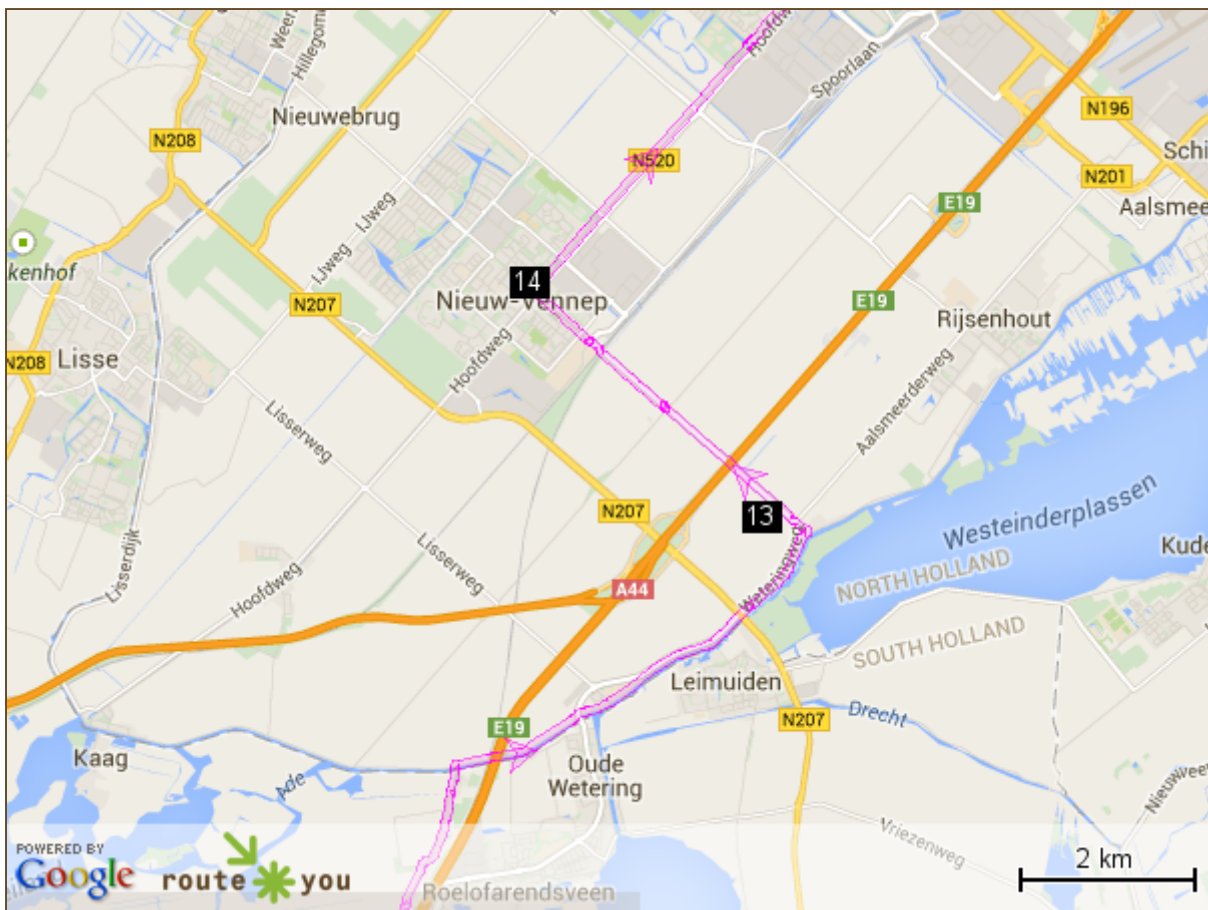 Weer
Hillegom
Hoofdw
Spoorlaan
Nieuwebrug
N208
N520
N196
Schi
N201
Aalsmee
E19
IJweg
IJweg
kenhof
14
Nieuw-Vennep
N207
E19
Rijsenhout
N208
Lisse
Hoofdweg
Aalsmeerderweg
Lisserweg
N207
13
Westeinderplassen
Kude
Lisserdijk
Lisserweg
Hoofdweg
A44
Weteringweg
NORTH HOLLAND
SOUTH HOLLAND
Leimuiden
E19
N207
Drecht
Kaag
Ade
Oude
Wetering
Nieuwvee
Vriezenweg
POWERED BY
Google
route you
Roelofarendsveen
2 km